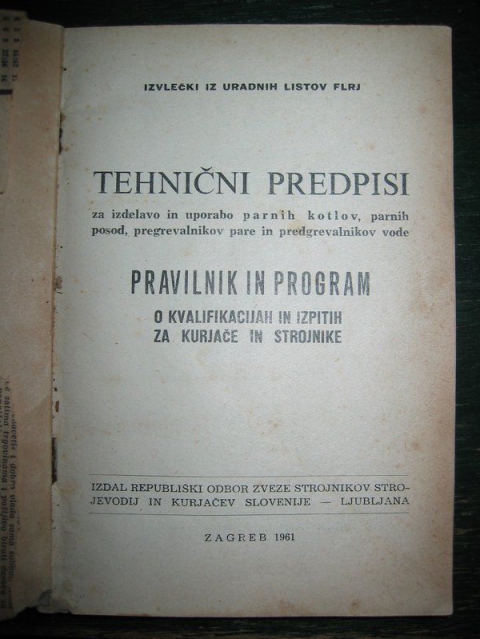 IZVLEČKI IZ URADNIH LISTOV FLRJ
TEHNIČNI PREDPISI
za izdelavo in uporabo parnih kotlov, parnih
posod, pregrevalnikov pare in predgrevalnikov vode
PRAVILNIK IN PROGRAM
O KVALIFIKACIJAH IN IZPITIH
ZA KURJAČE IN STROJNIKE
IZDAL REPUBLIŠKI ODBOR ZVEZE STROJNIKOV STRO-
JEVODIJ IN KURJAČEV SLOVENIJE — LJUBLJANA
ZAGREB 1961